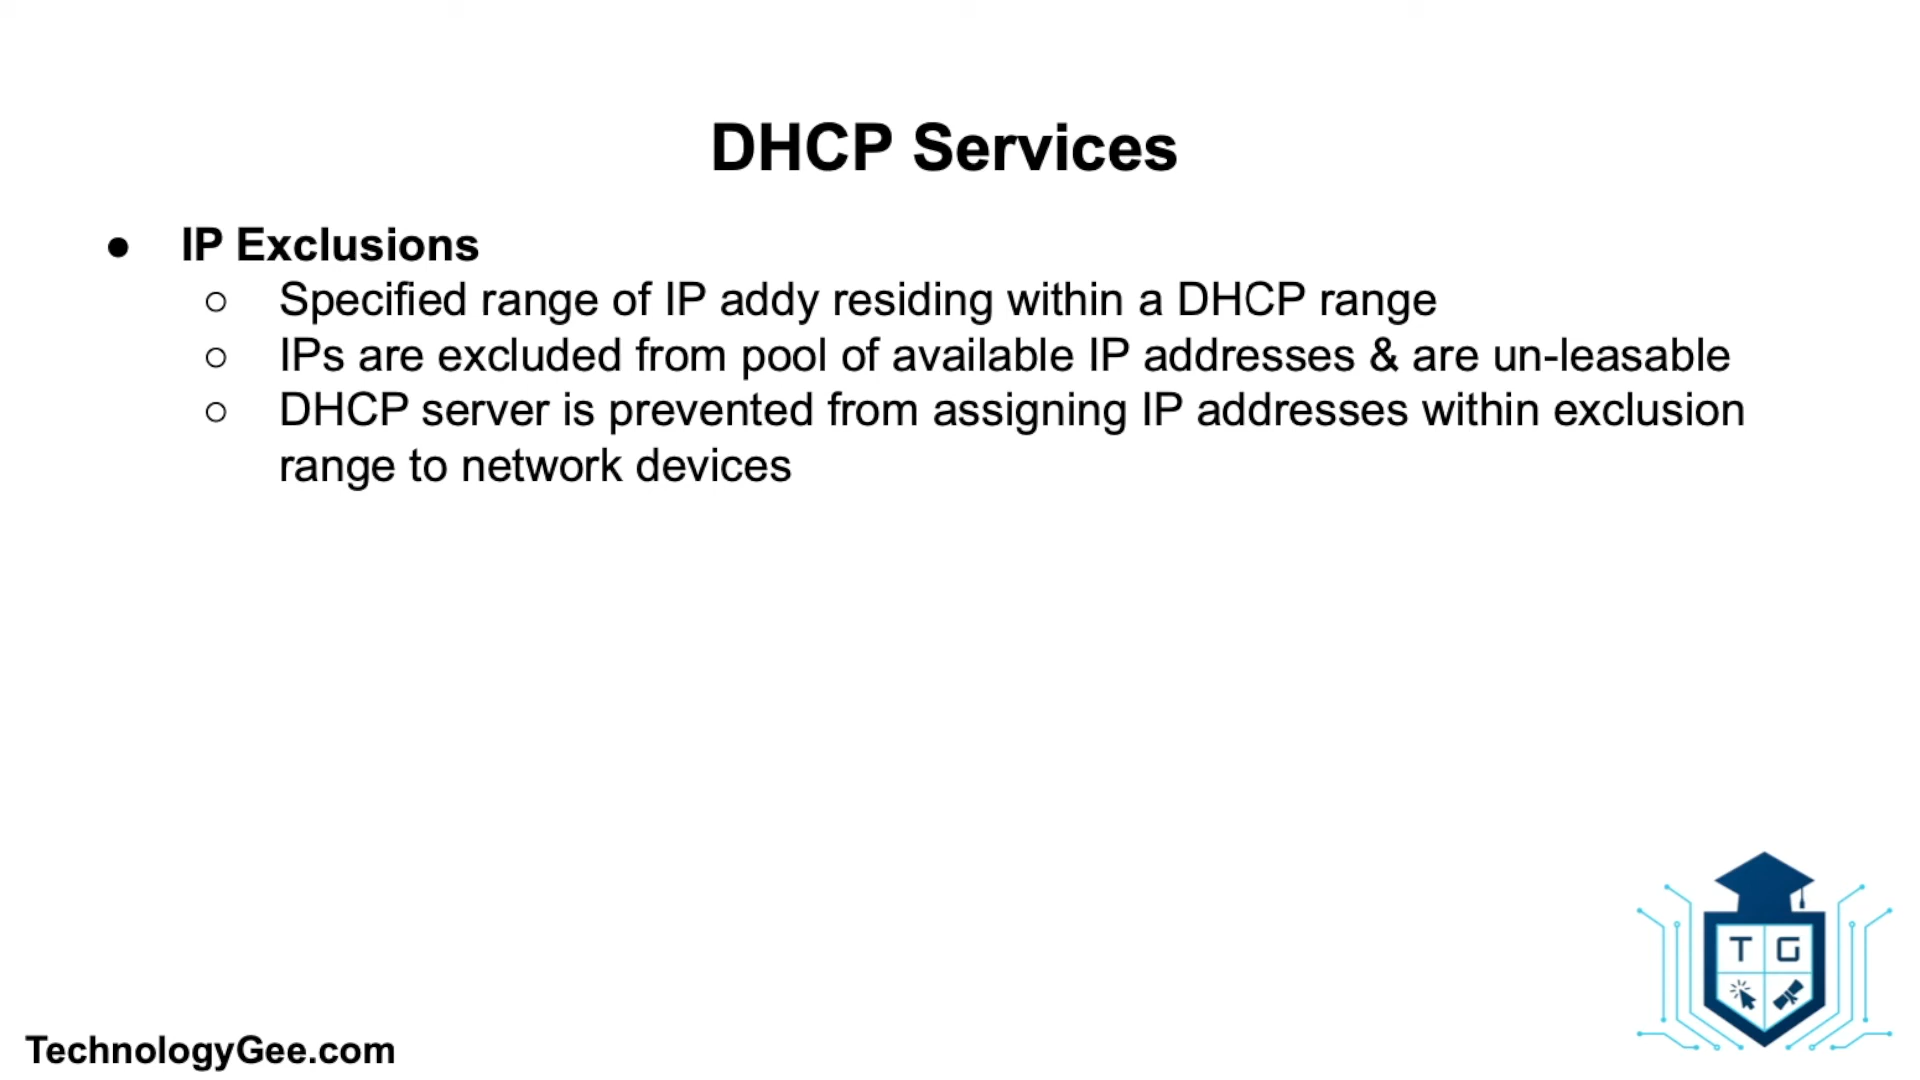 DHCP Services
● IP Exclusions
○ Specified range of IP addy residing within a DHCP range
○ IPs are excluded from pool of available IP addresses & are un-leasable
○ DHCP server is prevented from assigning IP addresses within exclusion
range to network devices
T G
TechnologyGee.com